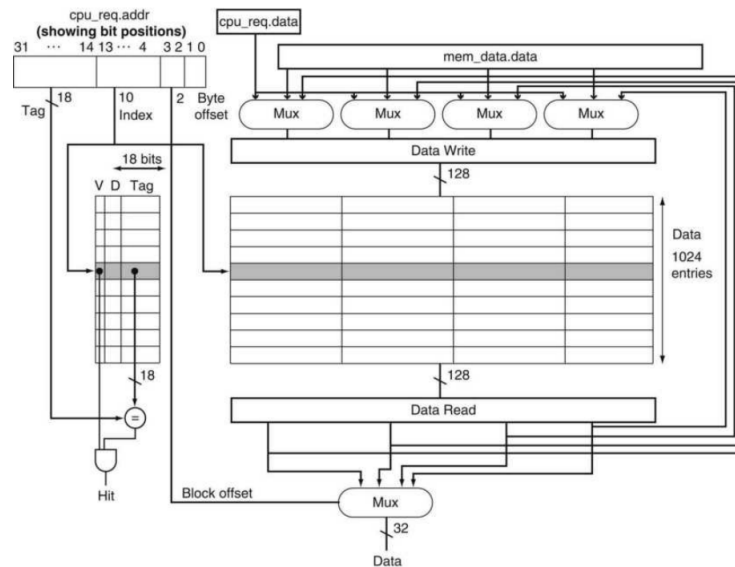 cpu_req.addr
(showing bit positions)
31 ··· 14 13 ··· 4 3 2 1 0
cpu_req.data
mem_data.data
18
10
2
Byte
offset
Tag
Index
Mux
Mux
Mux
Mux
Data Write
18 bits
128
V D Tag
Data
1024
entries
18
128
=
Data Read
Hit
Block offset
Mux
32
Data